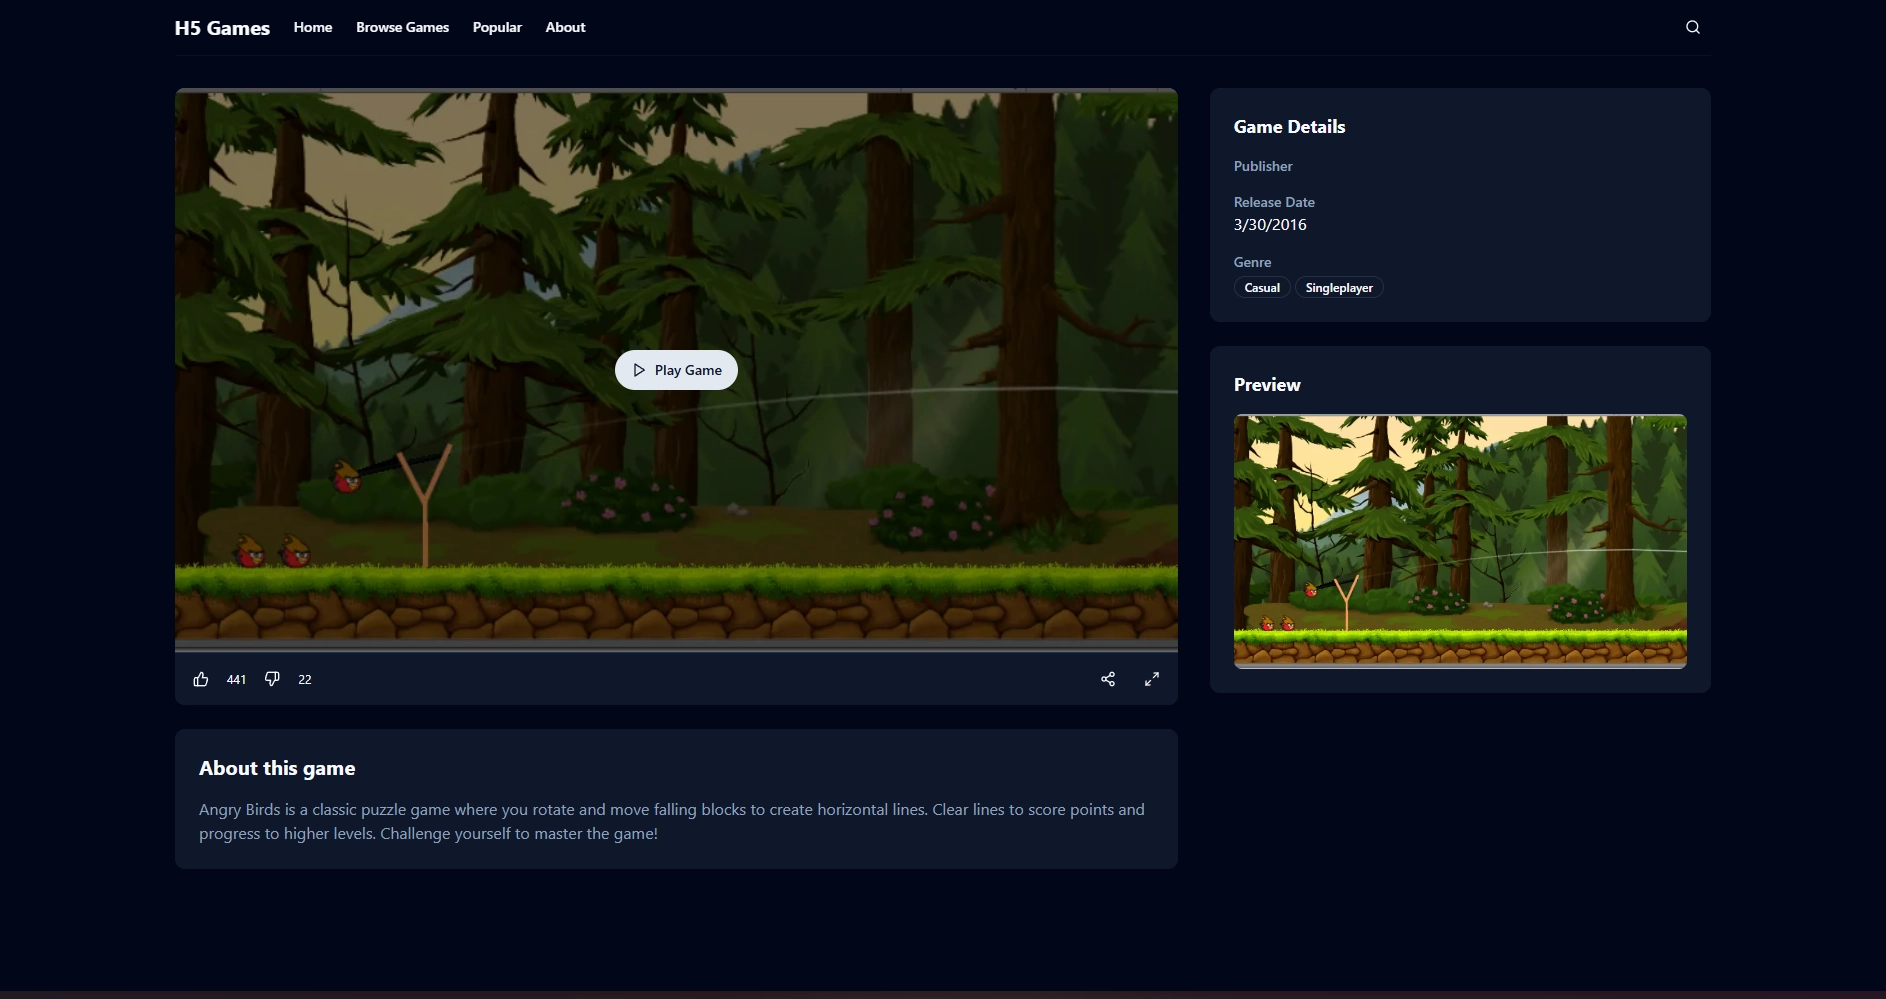 H5 Games
Home
Browse Games
Popular
About
Play Game
441
22
About this game
Angry Birds is a classic puzzle game where you rotate and move falling blocks to create horizontal lines. Clear lines to score points and
progress to higher levels. Challenge yourself to master the game!
Game Details
Publisher
Release Date
3/30/2016
Genre
Casual
Singleplayer
Preview